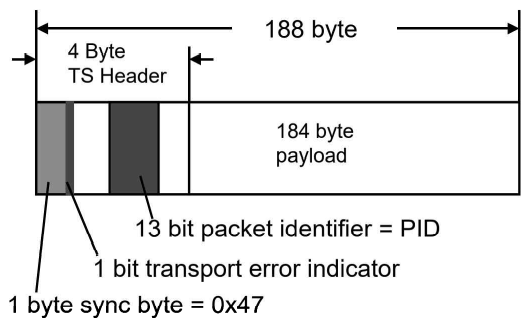 188 byte
4 Byte
TS Header
184 byte
payload
13 bit packet identifier = PID
1 bit transport error indicator
1 byte sync byte = 0x47